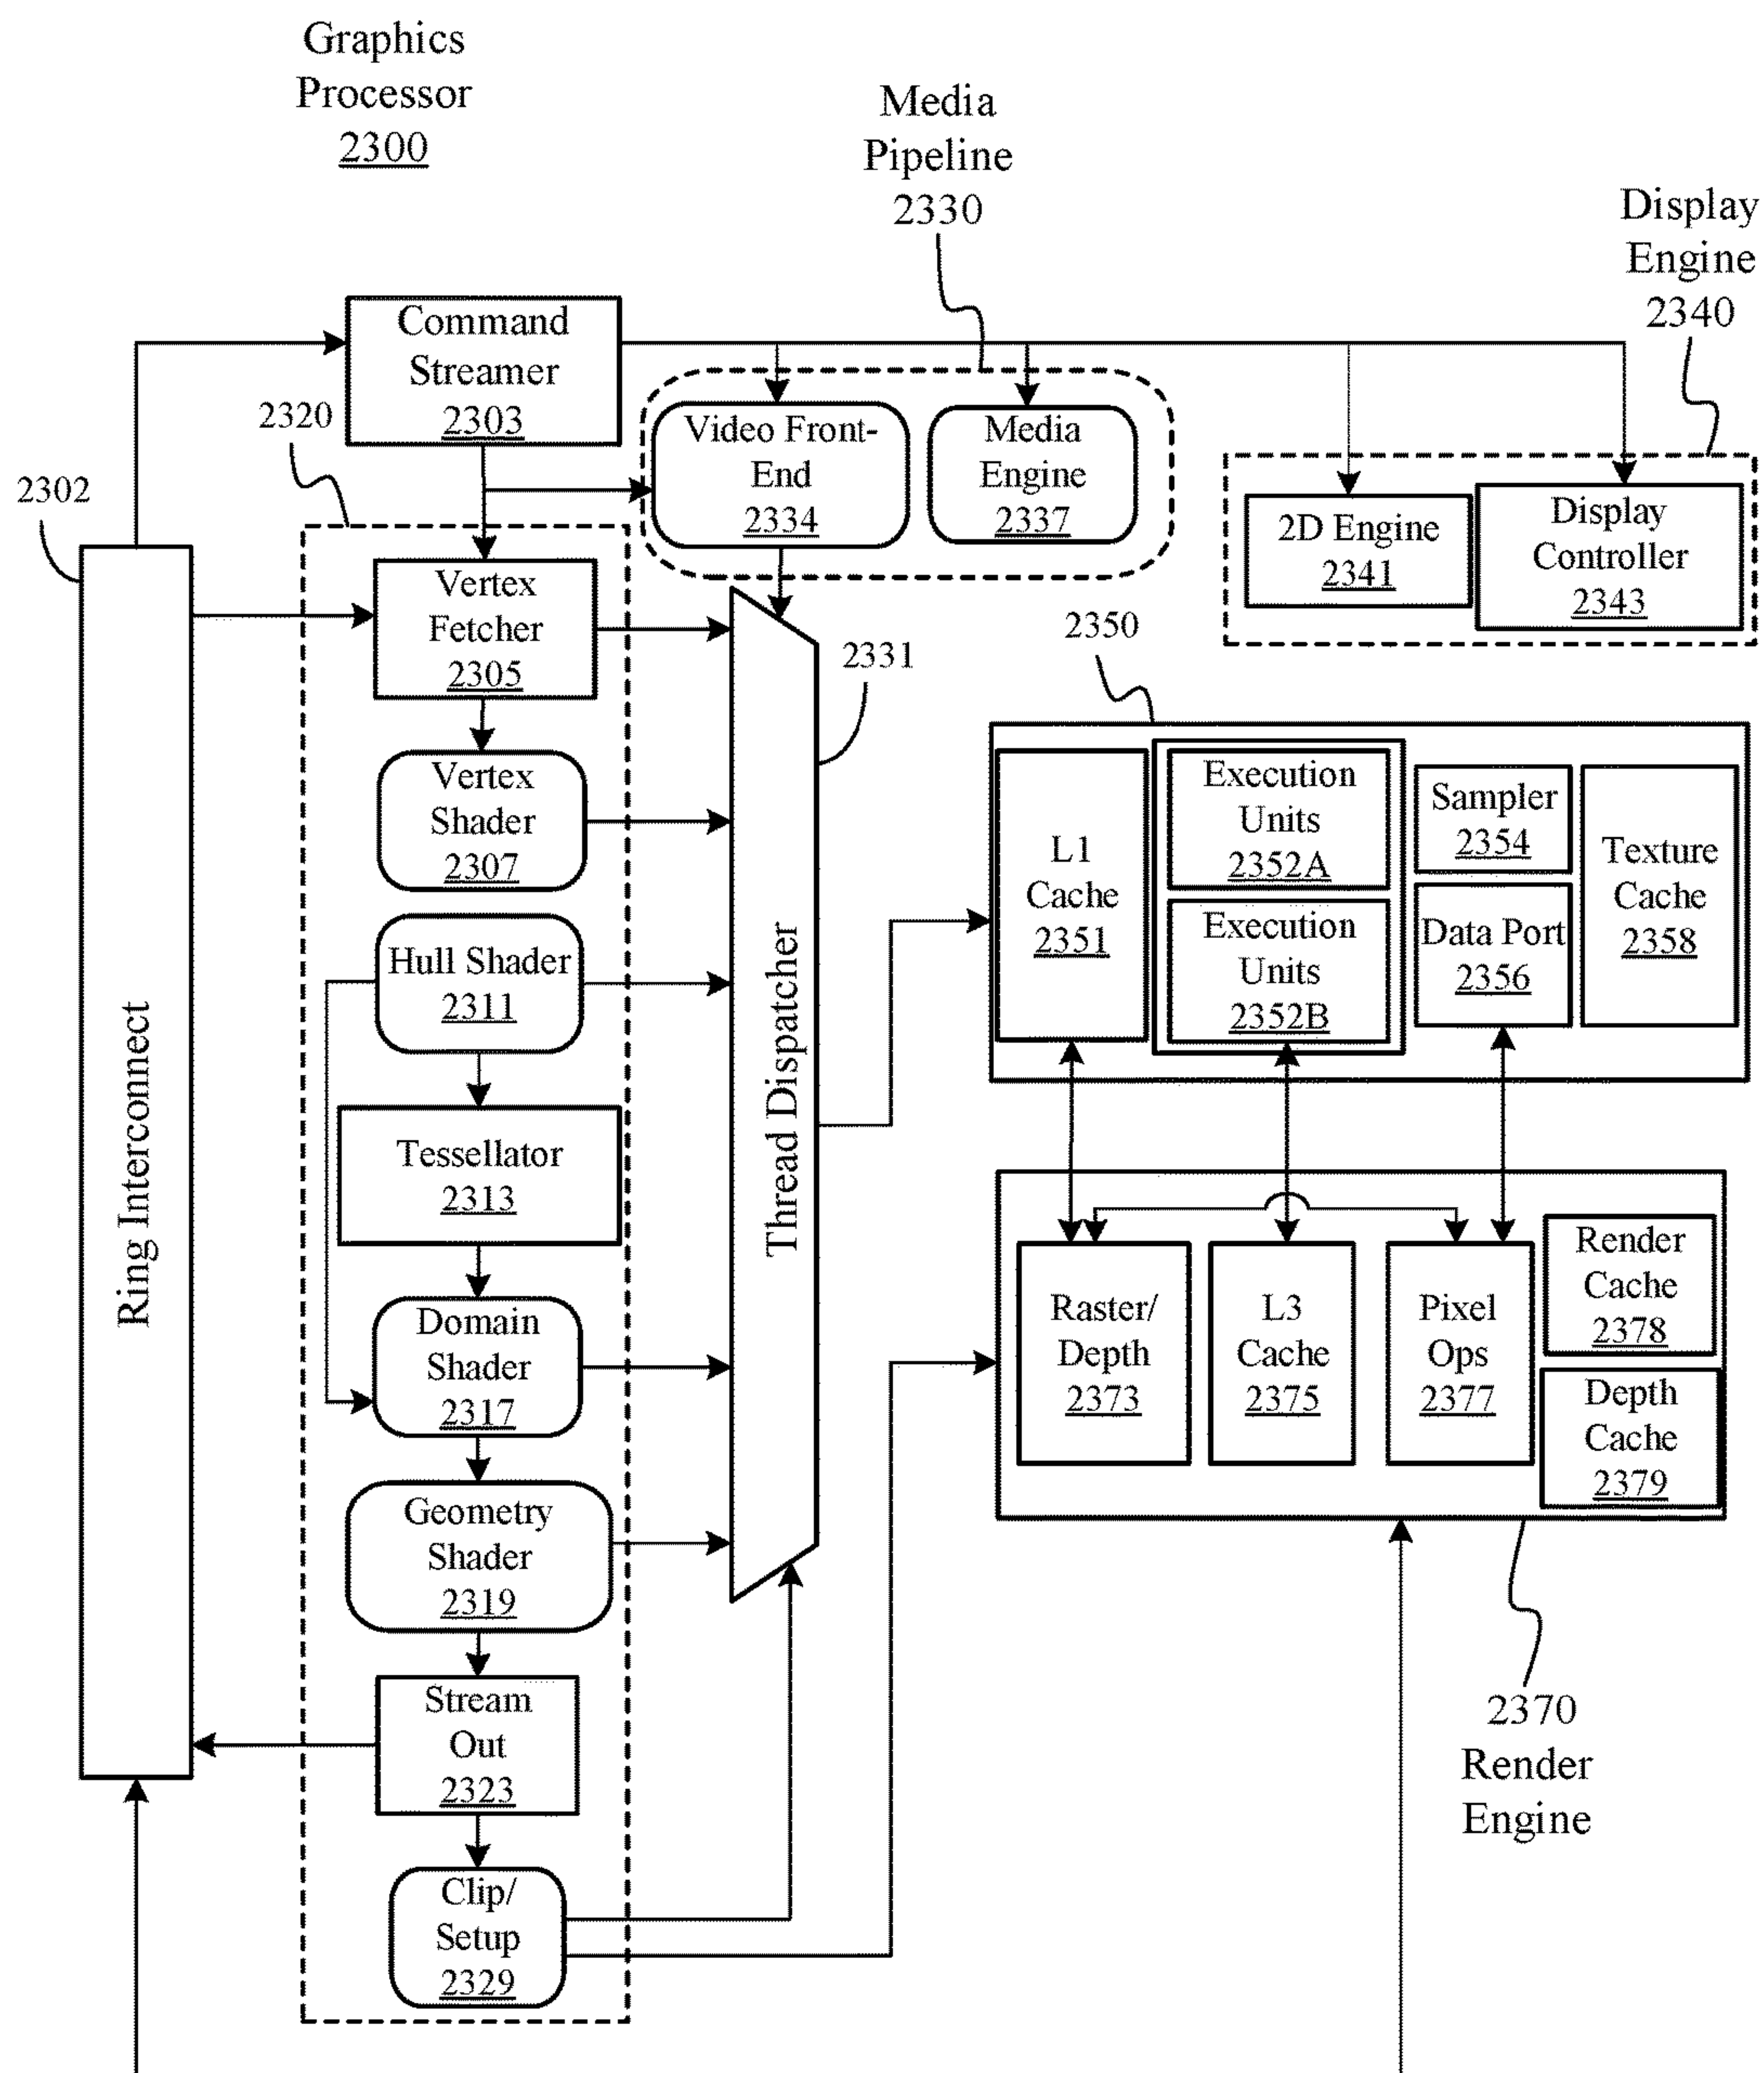 Graphics
Processor
2300
Media
Pipeline
2330
Display
Engine
2340
Command
Streamer
2303
2320
2302
Video Front-
End
2334
Media
Engine
2337
2D Engine
2341
Display
Controller
2343
Vertex
Fetcher
2305
2350
2331
Vertex
Shader
2307
L1
Cache
2351
Execution
Units
2352A
Execution
Units
2352B
Sampler
2354
Data Port
2356
Texture
Cache
2358
Hull Shader
2311
Ring Interconnect
Thread Dispatcher
Tessellator
2313
Domain
Shader
2317
Raster/
Depth
2373
L3
Cache
2375
Pixel
Ops
2377
Render
Cache
2378
Depth
Cache
2379
Geometry
Shader
2319
Stream
Out
2323
2370
Render
Engine
Clip/
Setup
2329